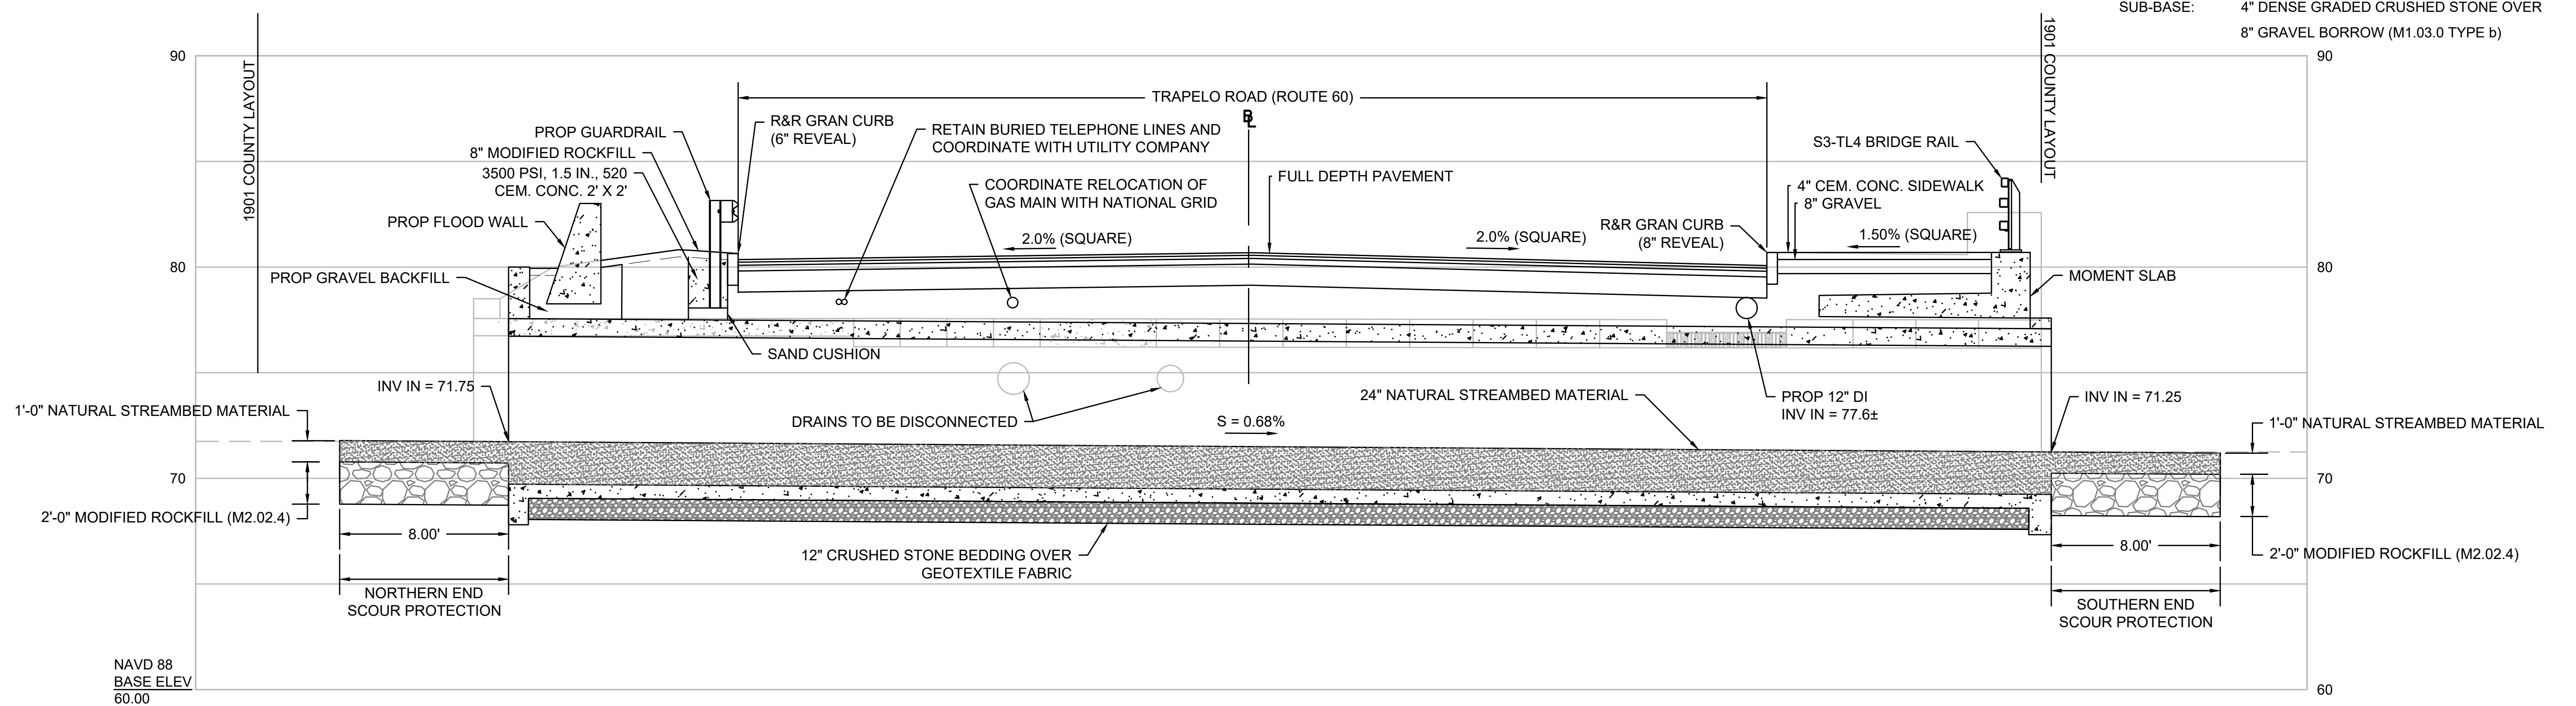 SUB-BASE: 4" DENSE GRADED CRUSHED STONE OVER
8" GRAVEL BORROW (M1.03.0 TYPE b)
90
90
1901 COUNTY LAYOUT
1901 COUNTY LAYOUT
TRAPELO ROAD (ROUTE 60)
BL
PROP GUARDRAIL
8" MODIFIED ROCKFILL
3500 PSI, 1.5 IN., 520
CEM. CONC. 2' X 2'
PROP FLOOD WALL
PROP GRAVEL BACKFILL
R&R GRAN CURB
(6" REVEAL)
RETAIN BURIED TELEPHONE LINES AND
COORDINATE WITH UTILITY COMPANY
COORDINATE RELOCATION OF
GAS MAIN WITH NATIONAL GRID
FULL DEPTH PAVEMENT
2.0% (SQUARE)
2.0% (SQUARE)
R&R GRAN CURB
(8" REVEAL)
S3-TL4 BRIDGE RAIL
4" CEM. CONC. SIDEWALK
8" GRAVEL
1.50% (SQUARE)
MOMENT SLAB
80
80
SAND CUSHION
INV IN = 71.75
1'-0" NATURAL STREAMBED MATERIAL
DRAINS TO BE DISCONNECTED
S = 0.68%
24" NATURAL STREAMBED MATERIAL
PROP 12" DI
INV IN = 77.6±
INV IN = 71.25
1'-0" NATURAL STREAMBED MATERIAL
70
70
2'-0" MODIFIED ROCKFILL (M2.02.4)
8.00'
12" CRUSHED STONE BEDDING OVER
GEOTEXTILE FABRIC
8.00'
2'-0" MODIFIED ROCKFILL (M2.02.4)
NORTHERN END
SCOUR PROTECTION
SOUTHERN END
SCOUR PROTECTION
NAVD 88
BASE ELEV
60.00
60